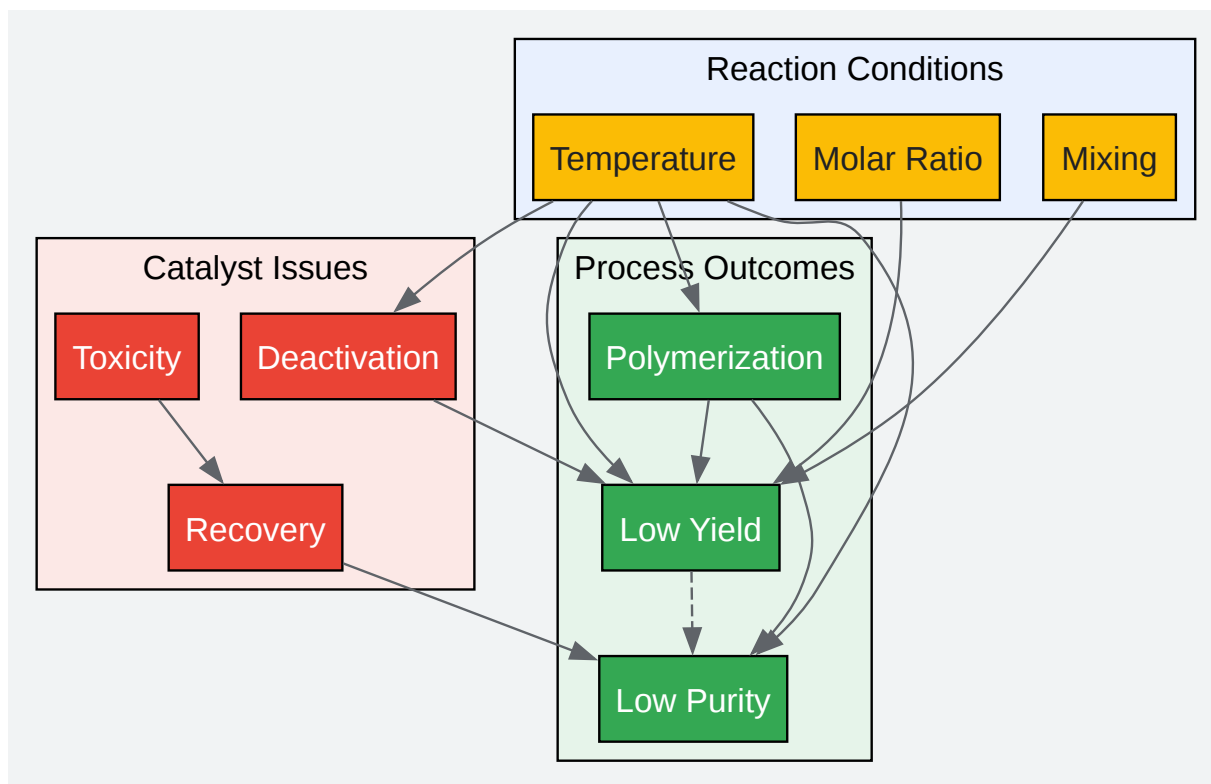 Reaction Conditions
Temperature
Molar Ratio
Mixing
Catalyst Issues
Process Outcomes
Toxicity
Deactivation
Polymerization
Recovery
Low Yield
Low Purity